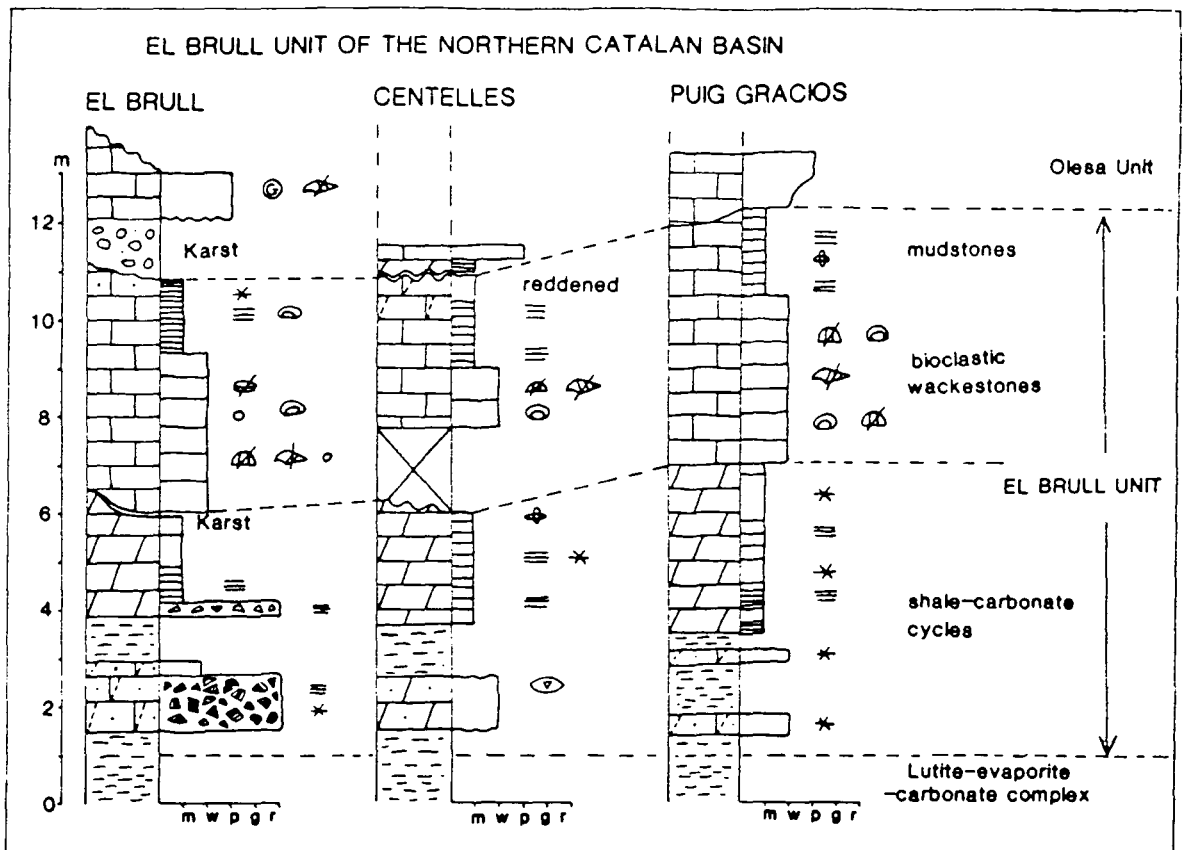 EL BRULL UNIT OF THE NORTHERN CATALAN BASIN
EL BRULL
CENTELLES
PUIG GRACIOS
m
12
10
8
6
4
2
0
G
Karst
Karst
reddened
Olesa Unit
mudstones
bioclastic
wackestones
EL BRULL UNIT
shale-carbonate
cycles
Lutite-evaporite
-carbonate complex
m w p g r
m w p g r
m w p g r